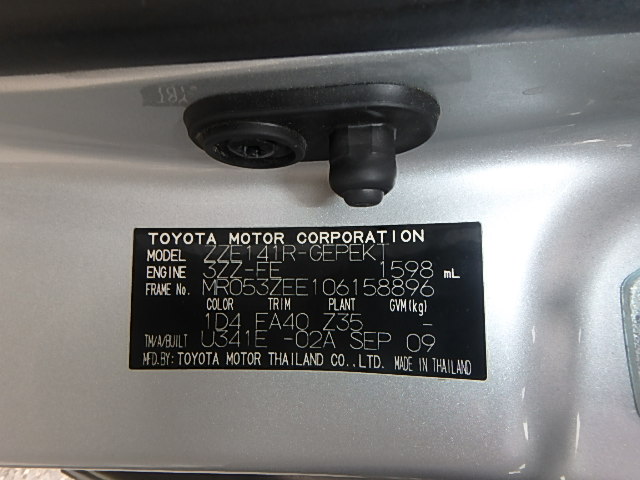 TOYOTA MOTOR CORPORATION
MODEL ZZE141R-GEPEKT
ENGINE 3ZZ-FE 1598 mL
FRAME No. MR053ZEE106158896
COLOR TRIM PLANT GVM(kg)
1D4 FA40 Z35 -
TM/A/BUILT U341E -02A SEP 09
MFD.BY: TOYOTA MOTOR THAILAND CO.,LTD. MADE IN THAILAND